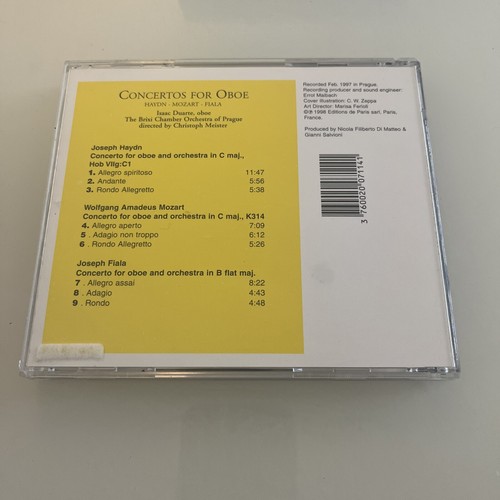 CONCERTOS FOR OBOE
HAYDN - MOZART - FIALA
Isaac Duarte, oboe
The Brixi Chamber Orchestra of Prague
directed by Christoph Meister
Joseph Haydn
Concerto for oboe and orchestra in C maj.,
Hob VIIg:C1
1. Allegro spiritoso 11:47
2. Andante 5:56
3. Rondo Allegretto 5:38
Wolfgang Amadeus Mozart
Concerto for oboe and orchestra in C maj., K314
4. Allegro aperto 7:09
5 . Adagio non troppo 6:12
6 . Rondo Allegretto 5:26
Joseph Fiala
Concerto for oboe and orchestra in B flat maj.
7 . Allegro assai 8:22
8 . Adagio 4:43
9 . Rondo 4:48
Recorded Feb. 1997 in Prague.
Recording producer and sound engineer:
Errol Maibach
Cover illustration: C. W. Zappa
Art Director: Marisa Ferioli
℗©1998 Editions de Paris sarl, Paris,
France.
Produced by Nicola Filiberto Di Matteo &
Gianni Salvioni
3 760020 071141